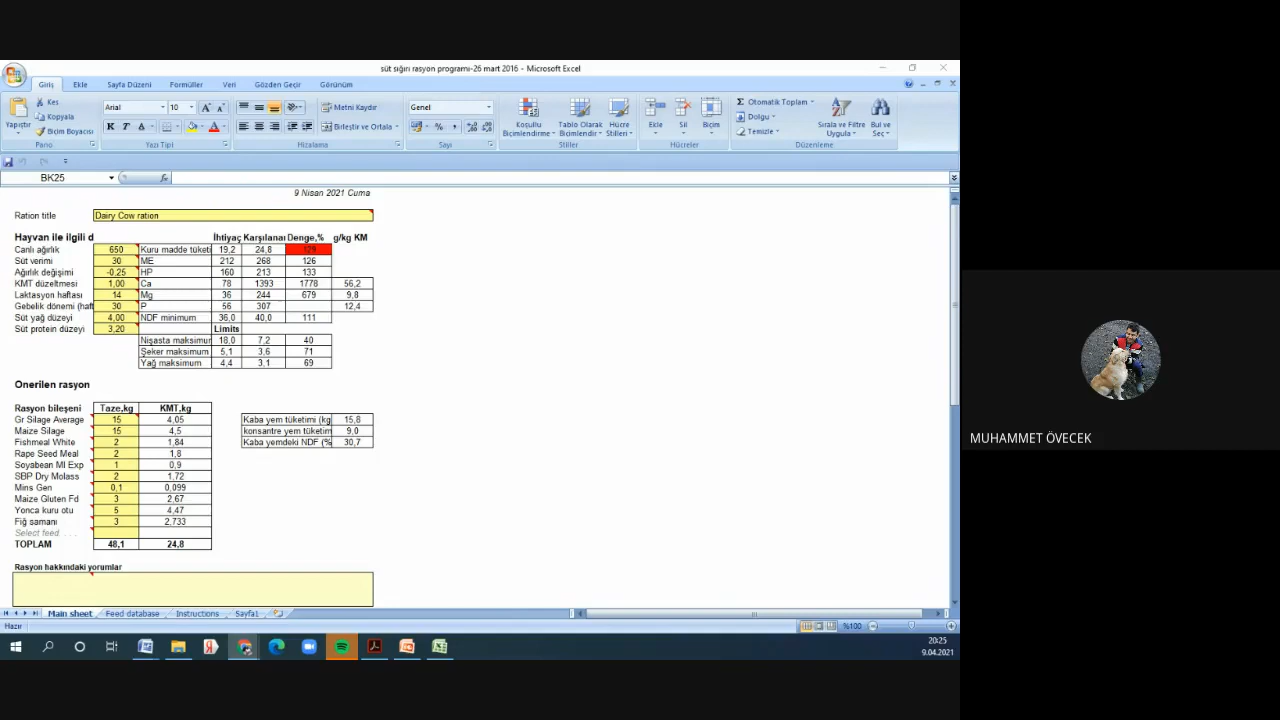 süt sığırı rasyon programı-26 mart 2016 - Microsoft Excel
Giriş Ekle Sayfa Düzeni Formüller Veri Gözden Geçir Görünüm
Yapıştır Kes Kopyala Biçim Boyacısı
Arial 10
K T A
Metni Kaydır
Birleştir ve Ortala
Genel
Koşullu Biçimlendirme Tablo Olarak Biçimlendir Hücre Stilleri
Ekle Sil Biçim
Otomatik Toplam Dolgu Temizle
Sırala ve Filtre Uygula Bul ve Seç
Pano Yazı Tipi Hizalama Sayı Stiller Hücreler Düzenleme
BK25 fx
9 Nisan 2021 Cuma
Ration title Dairy Cow ration
Hayvan ile ilgili d İhtiyaç Karşılanan Denge,% g/kg KM
Canlı ağırlık 650 Kuru madde tüketi 19,2 24,8 129
Süt verimi 30 ME 212 268 126
Ağırlık değişimi -0,25 HP 160 213 133
KMT düzeltmesi 1,00 Ca 78 1393 1778 56,2
Laktasyon haftası 14 Mg 36 244 679 9,8
Gebelik dönemi (haft 30 P 56 307 12,4
Süt yağ düzeyi 4,00 NDF minimum 36,0 40,0 111
Süt protein düzeyi 3,20 Limits
Nişasta maksimum 18,0 7,2 40
Şeker maksimum 5,1 3,6 71
Yağ maksimum 4,4 3,1 69
Onerilen rasyon
Rasyon bileşeni Taze,kg KMT,kg
Gr Silage Average 15 4,05 Kaba yem tüketimi (kg 15,8
Maize Silage 15 4,5 konsantre yem tüketim 9,0
Fishmeal White 2 1,84 Kaba yemdeki NDF (% 30,7
Rape Seed Meal 2 1,8
Soyabean Ml Exp 1 0,9
SBP Dry Molass 2 1,72
Mins Gen 0,1 0,099
Maize Gluten Fd 3 2,67
Yonca kuru otu 5 4,47
Fiğ samanı 3 2,733
Select feed. . . .
TOPLAM 48,1 24,8
Rasyon hakkındaki yorumlar
Main sheet Feed database Instructions Sayfa1
Hazır %100
20:25
9.04.2021
MUHAMMET ÖVECEK